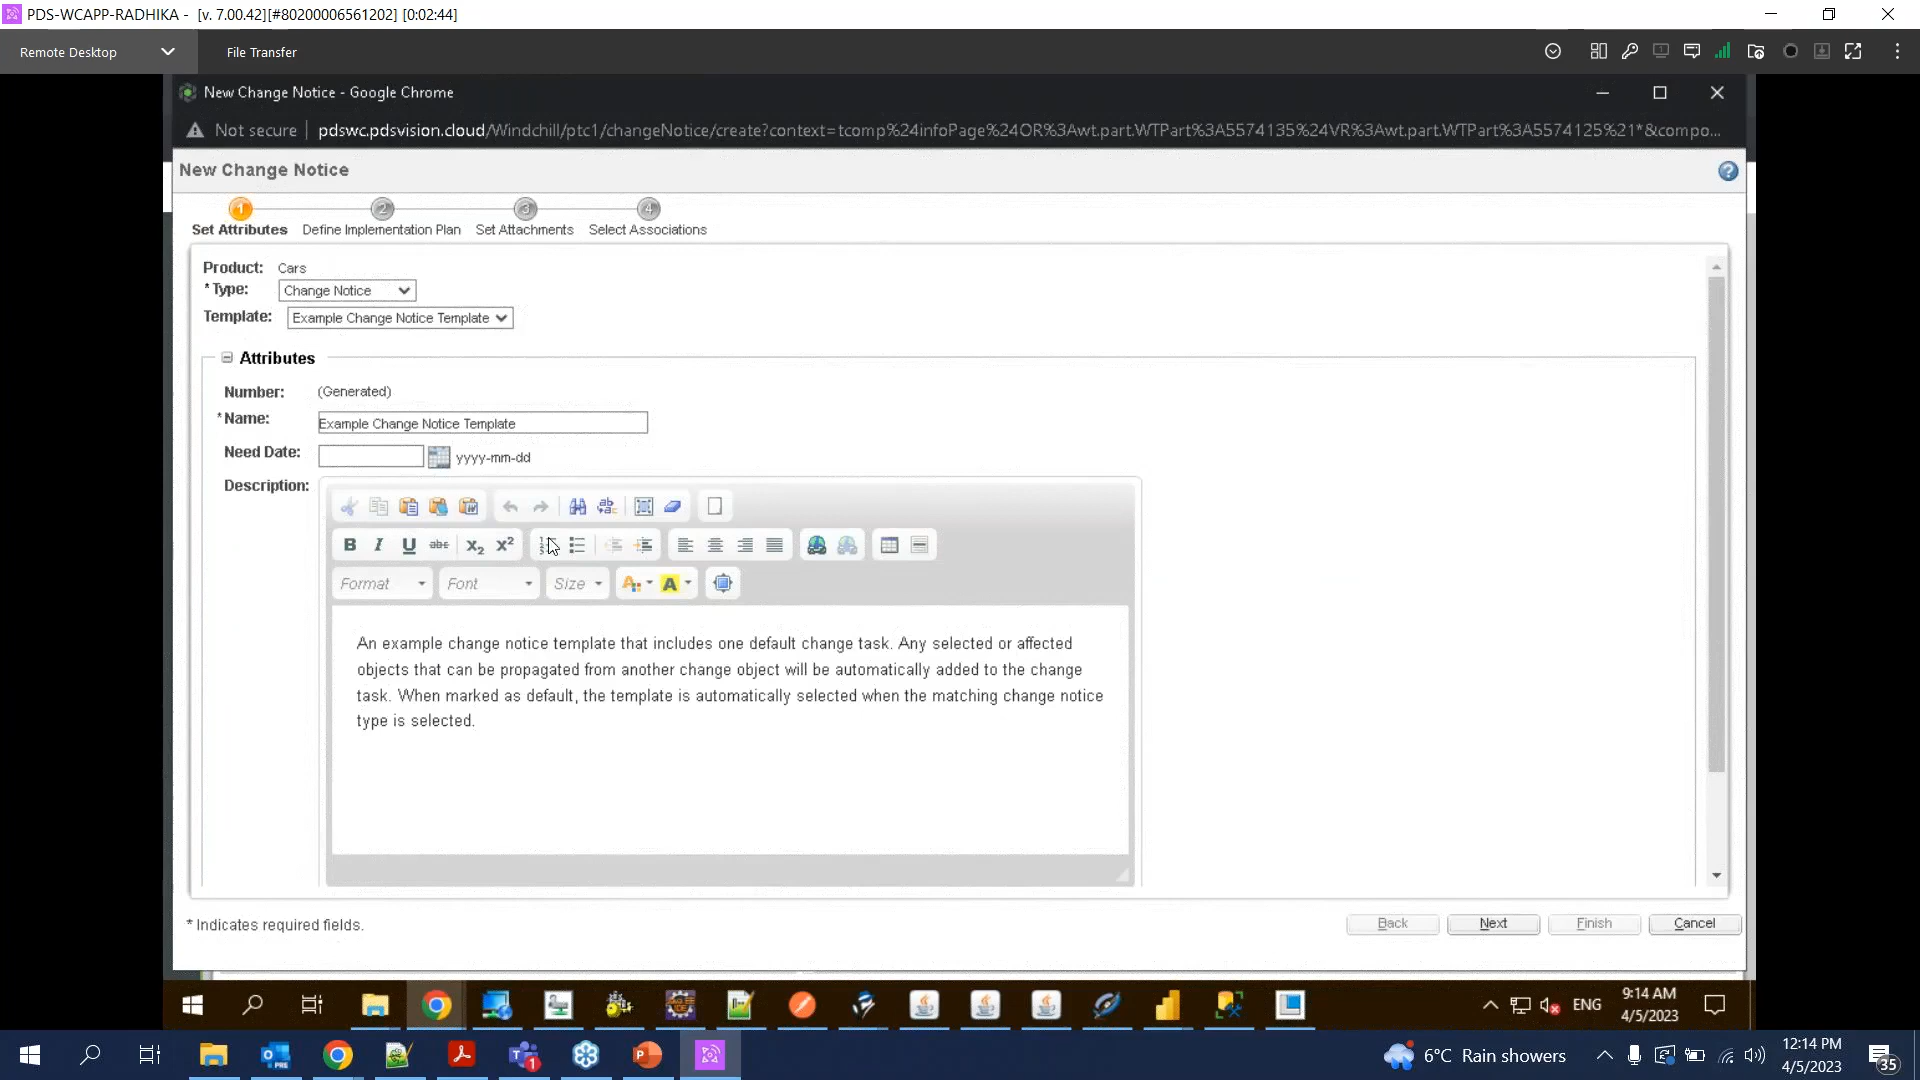 PDS-WCAPP-RADHIKA - [v. 7.00.42][#80200006561202] [0:02:44]
Remote Desktop
File Transfer
New Change Notice - Google Chrome
Not secure | pdswc.pdsvision.cloud/Windchill/ptc1/changeNotice/create?context=tcomp%24infoPage%24OR%3Awt.part.WTPart%3A5574135%24VR%3Awt.part.WTPart%3A5574125%21*&compo...
New Change Notice
1 2 3 4
Set Attributes Define Implementation Plan Set Attachments Select Associations
Product: Cars
* Type: Change Notice
Template: Example Change Notice Template
Attributes
Number: (Generated)
* Name: Example Change Notice Template
Need Date: yyyy-mm-dd
Description:
B I U abc X2 X2
Format Font Size A A
An example change notice template that includes one default change task. Any selected or affected
objects that can be propagated from another change object will be automatically added to the change
task. When marked as default, the template is automatically selected when the matching change notice
type is selected.
* Indicates required fields.
Back Next Finish Cancel
ENG
9:14 AM
4/5/2023
6°C Rain showers
12:14 PM
4/5/2023
35